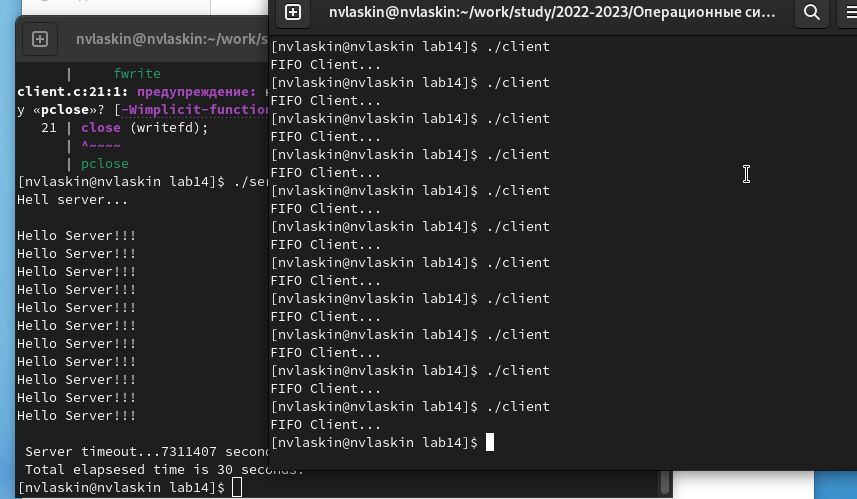 nvlaskin@nvlaskin:~/work/s
| fwrite
client.c:21:1: предупреждение:
у «pclose»? [-Wimplicit-function
21 | close (writefd);
| ^~~~~
| pclose
[nvlaskin@nvlaskin lab14]$ ./ser
Hell server...
Hello Server!!!
Hello Server!!!
Hello Server!!!
Hello Server!!!
Hello Server!!!
Hello Server!!!
Hello Server!!!
Hello Server!!!
Hello Server!!!
Hello Server!!!
Hello Server!!!
Server timeout...7311407 secon
Total elapsesed time is 30 seconds.
[nvlaskin@nvlaskin lab14]$
nvlaskin@nvlaskin:~/work/study/2022-2023/Операционные си...
[nvlaskin@nvlaskin lab14]$ ./client
FIFO Client...
[nvlaskin@nvlaskin lab14]$ ./client
FIFO Client...
[nvlaskin@nvlaskin lab14]$ ./client
FIFO Client...
[nvlaskin@nvlaskin lab14]$ ./client
FIFO Client...
[nvlaskin@nvlaskin lab14]$ ./client
FIFO Client...
[nvlaskin@nvlaskin lab14]$ ./client
FIFO Client...
[nvlaskin@nvlaskin lab14]$ ./client
FIFO Client...
[nvlaskin@nvlaskin lab14]$ ./client
FIFO Client...
[nvlaskin@nvlaskin lab14]$ ./client
FIFO Client...
[nvlaskin@nvlaskin lab14]$ ./client
FIFO Client...
[nvlaskin@nvlaskin lab14]$ ./client
FIFO Client...
[nvlaskin@nvlaskin lab14]$